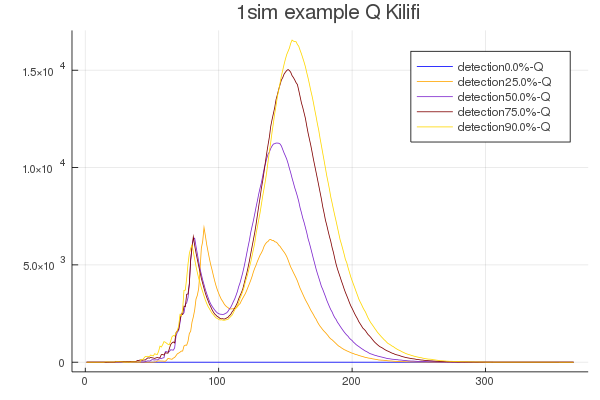 1sim example Q Kilifi
1.5×10 4
1.0×10 4
5.0×10 3
0
0 100 200 300
detection0.0%-Q
detection25.0%-Q
detection50.0%-Q
detection75.0%-Q
detection90.0%-Q